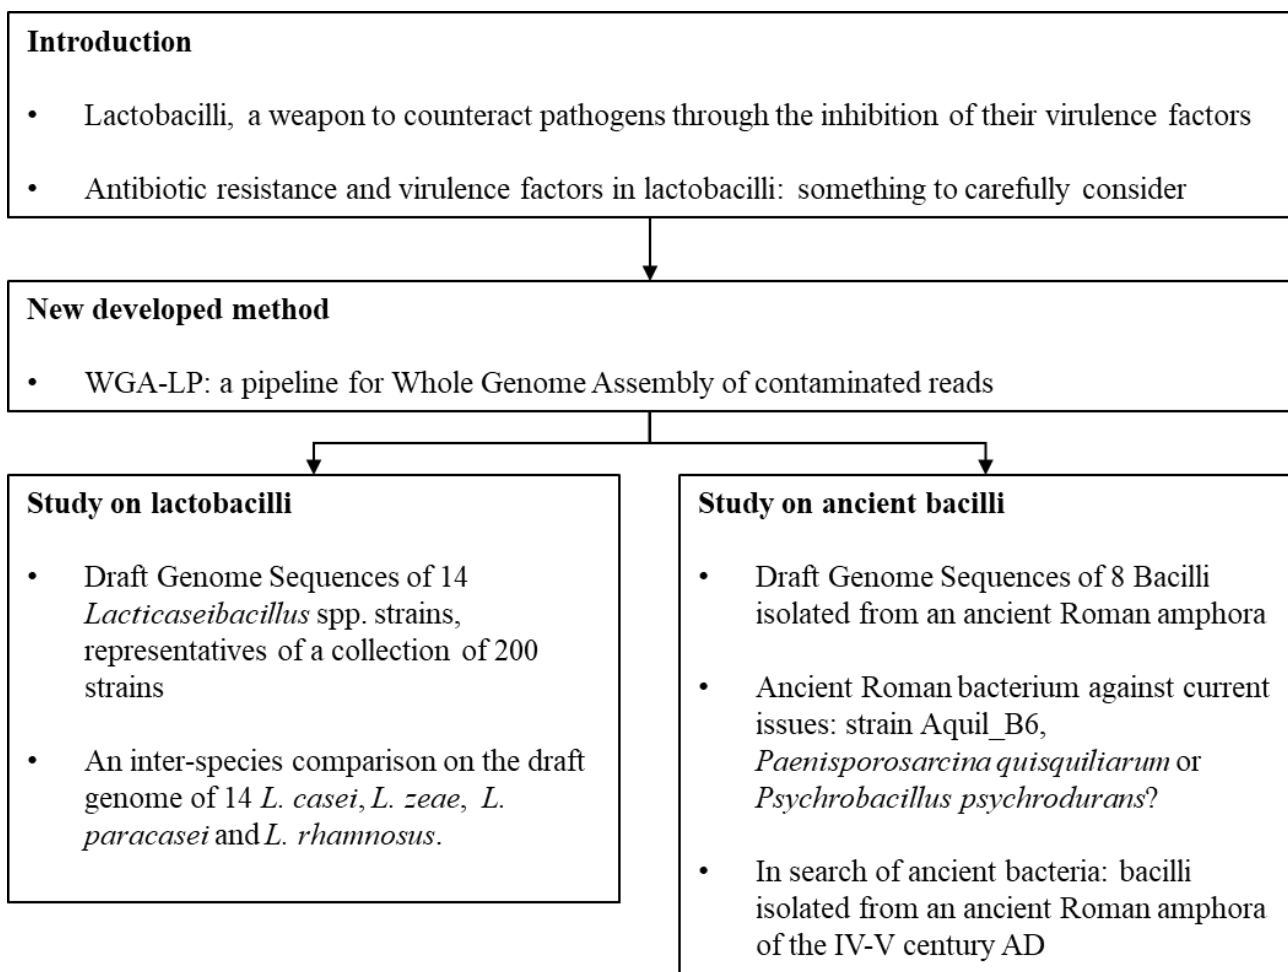 Introduction
• Lactobacilli, a weapon to counteract pathogens through the inhibition of their virulence factors
• Antibiotic resistance and virulence factors in lactobacilli: something to carefully consider
New developed method
• WGA-LP: a pipeline for Whole Genome Assembly of contaminated reads
Study on lactobacilli
• Draft Genome Sequences of 14
Lacticaseibacillus spp. strains,
representatives of a collection of 200
strains
• An inter-species comparison on the draft
genome of 14 L. casei, L. zeae, L.
paracasei and L. rhamnosus.
Study on ancient bacilli
• Draft Genome Sequences of 8 Bacilli
isolated from an ancient Roman amphora
• Ancient Roman bacterium against current
issues: strain Aquil_B6,
Paenisporosarcina quisquiliarum or
Psychrobacillus psychrodurans?
• In search of ancient bacteria: bacilli
isolated from an ancient Roman amphora
of the IV-V century AD